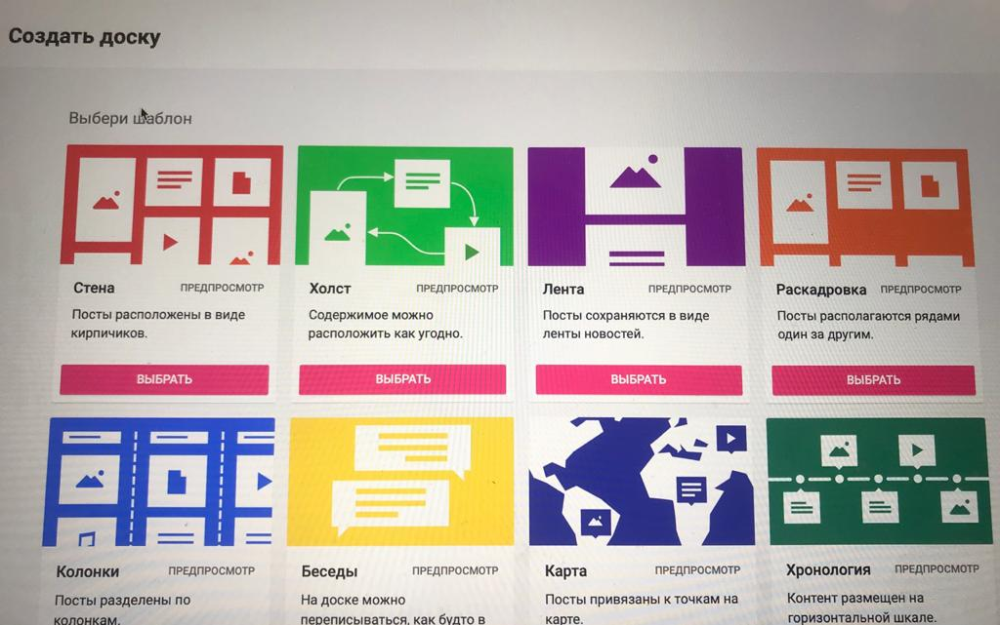 Создать доску
Выбери шаблон
Стена ПРЕДПРОСМОТР
Посты расположены в виде
кирпичиков.
ВЫБРАТЬ
Холст ПРЕДПРОСМОТР
Содержимое можно
расположить как угодно.
ВЫБРАТЬ
Лента ПРЕДПРОСМОТР
Посты сохраняются в виде
ленты новостей.
ВЫБРАТЬ
Раскадровка ПРЕДПРОСМОТР
Посты располагаются рядами
один за другим.
ВЫБРАТЬ
Колонки ПРЕДПРОСМОТР
Посты разделены по
колонкам.
Беседы ПРЕДПРОСМОТР
На доске можно
переписываться, как будто в
Карта ПРЕДПРОСМОТР
Посты привязаны к точкам на
карте.
Хронология ПРЕДПРОСМОТР
Контент размещен на
горизонтальной шкале.